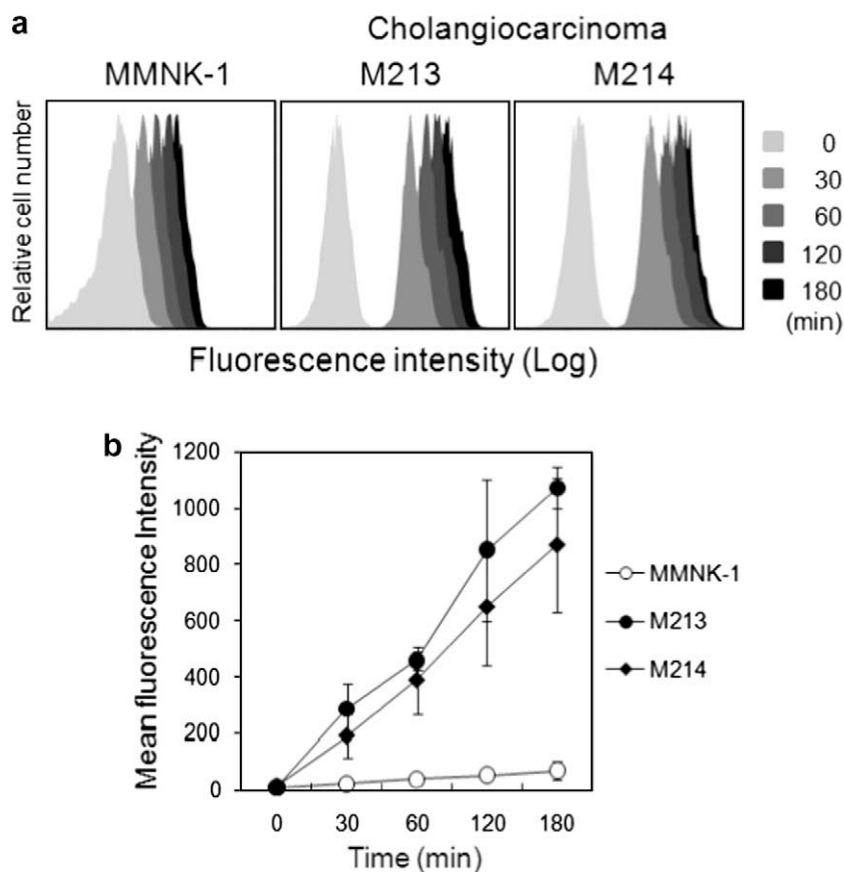 a
Cholangiocarcinoma
MMNK-1 M213 M214
Relative cell number
0
30
60
120
180
(min)
Fluorescence intensity (Log)
b
Mean fluorescence Intensity
1200
1000
800
600
400
200
0
0 30 60 120 180
Time (min)
MMNK-1
M213
M214